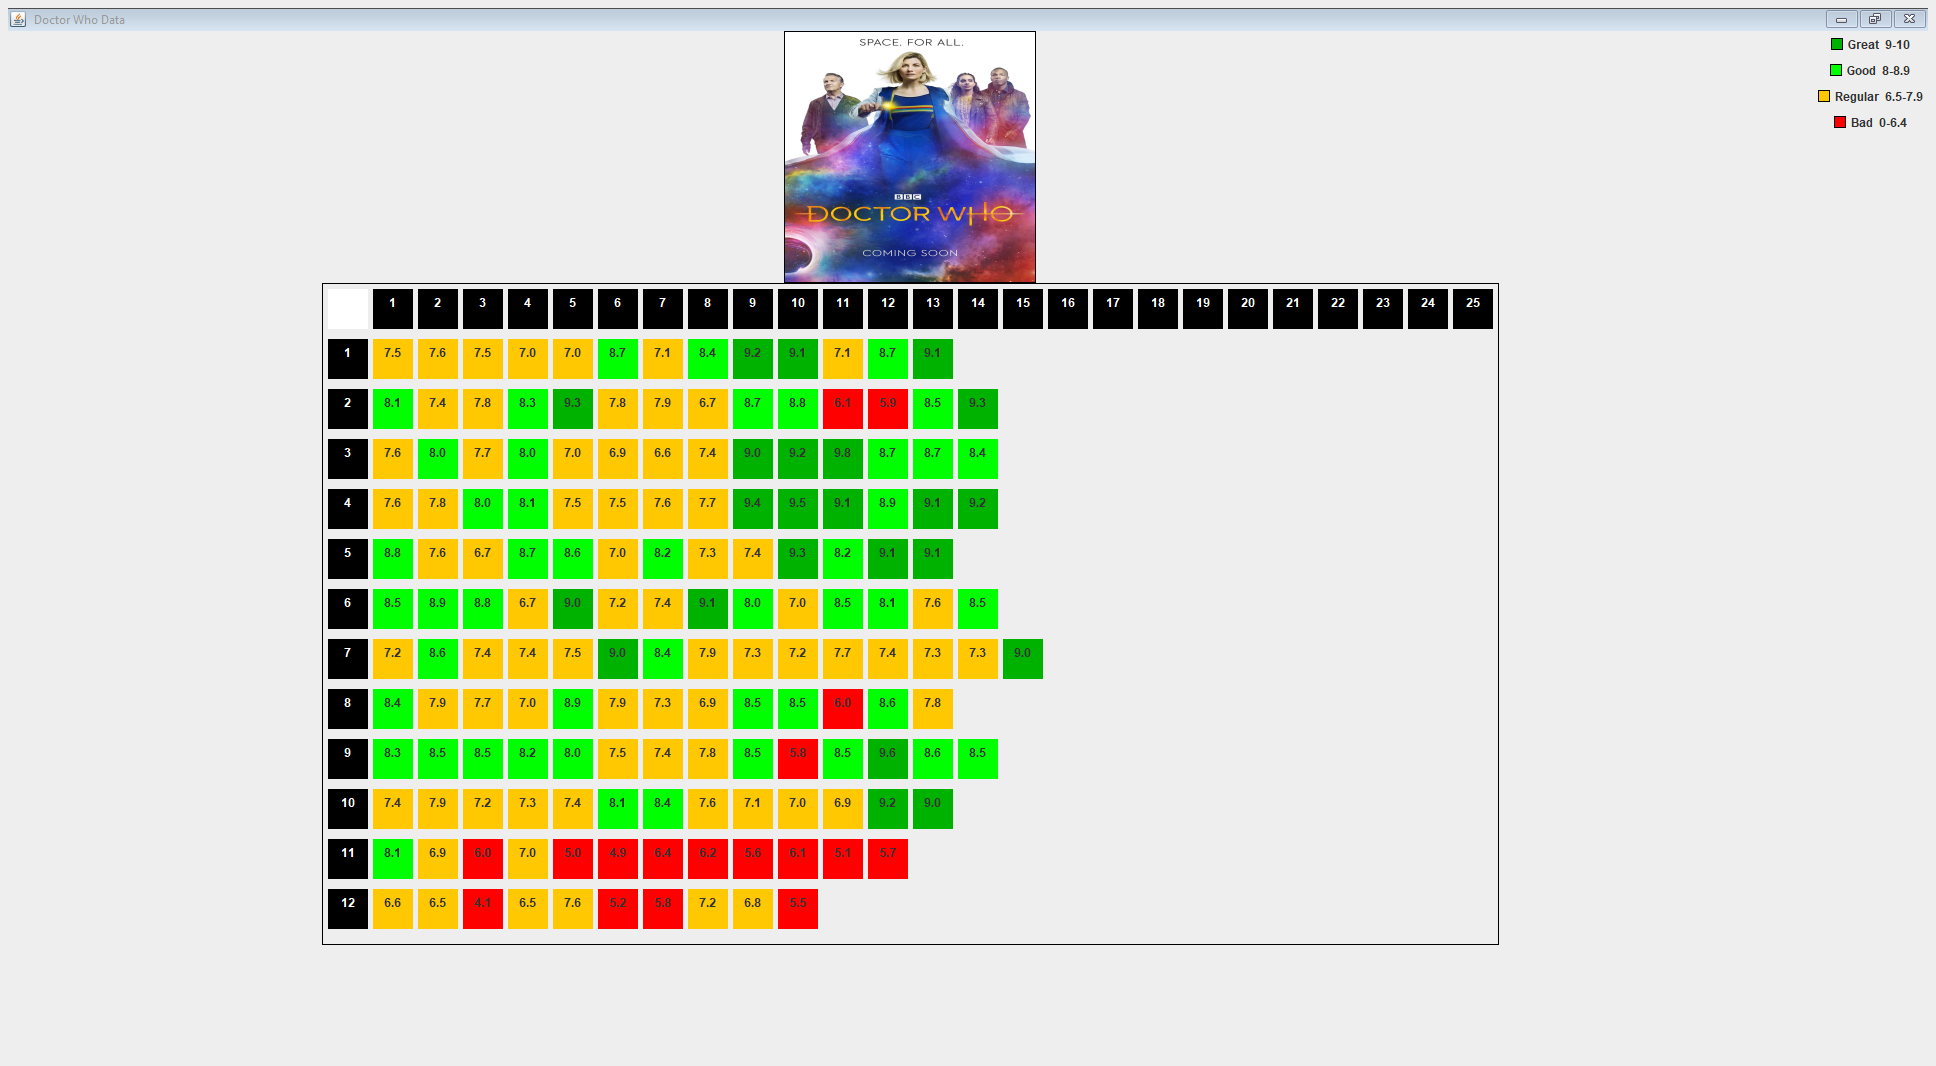 Doctor Who Data
SPACE. FOR ALL.
BBC
DOCTOR WHO
COMING SOON
Great 9-10
Good 8-8.9
Regular 6.5-7.9
Bad 0-6.4
1 2 3 4 5 6 7 8 9 10 11 12 13 14 15 16 17 18 19 20 21 22 23 24 25
1 7.5 7.6 7.5 7.0 7.0 8.7 7.1 8.4 9.2 9.1 7.1 8.7 9.1
2 8.1 7.4 7.8 8.3 9.3 7.8 7.9 6.7 8.7 8.8 6.1 5.9 8.5 9.3
3 7.6 8.0 7.7 8.0 7.0 6.9 6.6 7.4 9.0 9.2 9.8 8.7 8.7 8.4
4 7.6 7.8 8.0 8.1 7.5 7.5 7.6 7.7 9.4 9.5 9.1 8.9 9.1 9.2
5 8.8 7.6 6.7 8.7 8.6 7.0 8.2 7.3 7.4 9.3 8.2 9.1 9.1
6 8.5 8.9 8.8 6.7 9.0 7.2 7.4 9.1 8.0 7.0 8.5 8.1 7.6 8.5
7 7.2 8.6 7.4 7.4 7.5 9.0 8.4 7.9 7.3 7.2 7.7 7.4 7.3 7.3 9.0
8 8.4 7.9 7.7 7.0 8.9 7.9 7.3 6.9 8.5 8.5 6.0 8.6 7.8
9 8.3 8.5 8.5 8.2 8.0 7.5 7.4 7.8 8.5 5.8 8.5 9.6 8.6 8.5
10 7.4 7.9 7.2 7.3 7.4 8.1 8.4 7.6 7.1 7.0 6.9 9.2 9.0
11 8.1 6.9 6.0 7.0 5.0 4.9 6.4 6.2 5.6 6.1 5.1 5.7
12 6.6 6.5 4.1 6.5 7.6 5.2 5.8 7.2 6.8 5.5